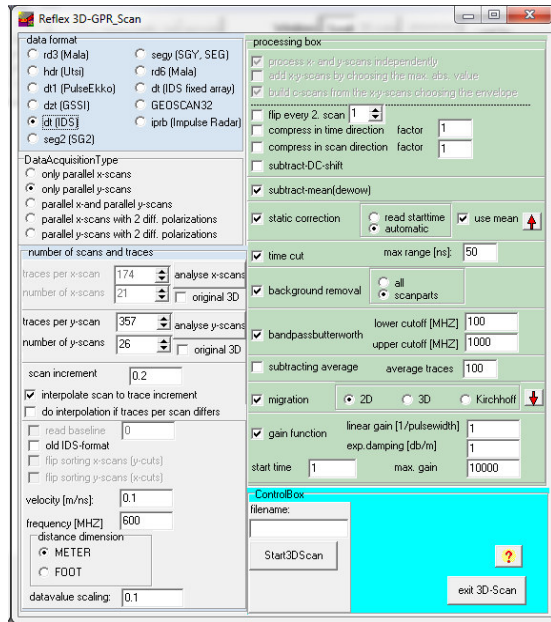 Reflex 3D-GPR_Scan
data format
rd3 (Mala)
segy (SGY, SEG)
hdr (Utsi)
rd6 (Mala)
dt1 (PulseEkko)
dt (IDS fixed array)
dzt (GSSI)
GEOSCAN32
dt (IDS)
iprb (Impulse Radar)
seg2 (SG2)
DataAcquisitionType
only parallel x-scans
only parallel y-scans
parallel x-and parallel y-scans
parallel x-scans with 2 diff. polarizations
parallel y-scans with 2 diff. polarizations
number of scans and traces
traces per x-scan 174 analyse x-scans
number of x-scans 21 original 3D
traces per y-scan 357 analyse y-scans
number of y-scans 26 original 3D
scan increment 0.2
interpolate scan to trace increment
do interpolation if traces per scan differs
read baseline 0
old IDS-format
flip sorting x-scans (y-cuts)
flip sorting y-scans (x-cuts)
velocity [m/ns]: 0.1
frequency [MHZ] 600
distance dimension
METER
FOOT
datavalue scaling: 0.1
processing box
process x- and y-scans independently
add x-y-scans by choosing the max. abs. value
build c-scans from the x-y-scans choosing the envelope
flip every 2. scan 1
compress in time direction factor 1
compress in scan direction factor 1
subtract-DC-shift
subtract-mean(dewow)
static correction read starttime use mean
automatic
time cut max range [ns]: 50
background removal all
scanparts
bandpassbutterworth lower cutoff [MHZ] 100
upper cutoff [MHZ] 1000
subtracting average average traces 100
migration 2D 3D Kirchhoff
gain function linear gain [1/pulsewidth] 1
exp.damping [db/m] 1
start time 1 max. gain 10000
ControlBox
filename:
Start3DScan
?
exit 3D-Scan